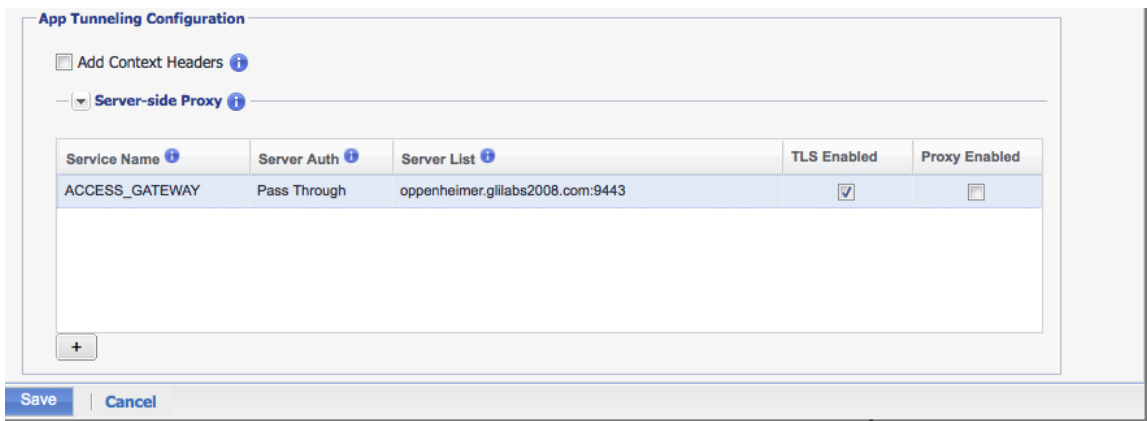 App Tunneling Configuration
Add Context Headers
Server-side Proxy
Service Name Server Auth Server List TLS Enabled Proxy Enabled
ACCESS_GATEWAY Pass Through oppenheimer.glilabs2008.com:9443
+
Save | Cancel